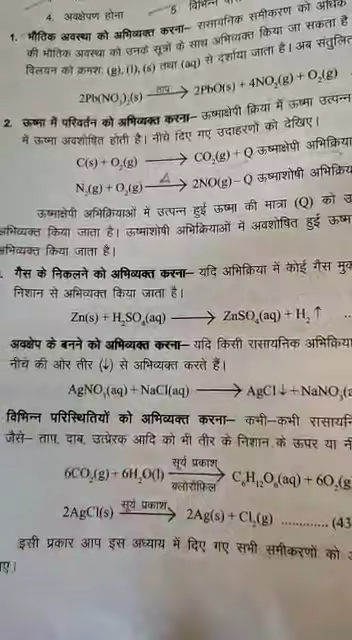 4. अवक्षेपण होना 5. विभिन्न
1. भौतिक अवस्था को अभिव्यक्त करना– रासायनिक समीकरण को अधिक
की भौतिक अवस्था को उनके सूत्रों के साथ अभिव्यक्त किया जा सकता है
विलयन को क्रमशः (g), (l), (s) तथा (aq) से दर्शाया जाता है। अब संतुलित
2Pb(NO₃)₂(s) ताप⟶ 2PbO(s) + 4NO₂(g) + O₂(g)
2. ऊष्मा में परिवर्तन को अभिव्यक्त करना– ऊष्माक्षेपी क्रिया में ऊष्मा उत्पन्न
में ऊष्मा अवशोषित होती है। नीचे दिए गए उदाहरणों को देखिए।
C(s) + O₂(g) ⟶ CO₂(g) + Q ऊष्माक्षेपी अभिक्रिया
N₂(g) + O₂(g) Δ⟶ 2NO(g) – Q ऊष्माशोषी
ऊष्माक्षेपी अभिक्रियाओं में उत्पन्न हुई ऊष्मा की मात्रा (Q) को
अभिव्यक्त किया जाता है। ऊष्माशोषी अभिक्रियाओं में अवशोषित हुई ऊष्मा
अभिव्यक्त किया जाता है।
गैस के निकलने को अभिव्यक्त करना– यदि अभिक्रिया में कोई गैस
निशान से अभिव्यक्त किया जाता है।
Zn(s) + H₂SO₄(aq) ⟶ ZnSO₄(aq) + H₂ ↑ ..
अवक्षेप के बनने को अभिव्यक्त करना– यदि किसी रासायनिक अभिक्रिया
नीचे की ओर तीर (↓) से अभिव्यक्त करते हैं।
AgNO₃(aq) + NaCl(aq) ⟶ AgCl↓ + NaNO₃
विभिन्न परिस्थितियों को अभिव्यक्त करना– कभी–कभी
जैसे– ताप, दाब, उत्प्रेरक आदि को भी तीर के निशान के ऊपर या
6CO₂(g) + 6H₂O(l) सूर्य प्रकाश⟶क्लोरोफिल C₆H₁₂O₆(aq) + 6O₂(g)
2AgCl(s) सूर्य प्रकाश⟶ 2Ag(s) + Cl₂(g) ............. (43
इसी प्रकार आप इस अध्याय में दिए गए सभी समीकरणों को